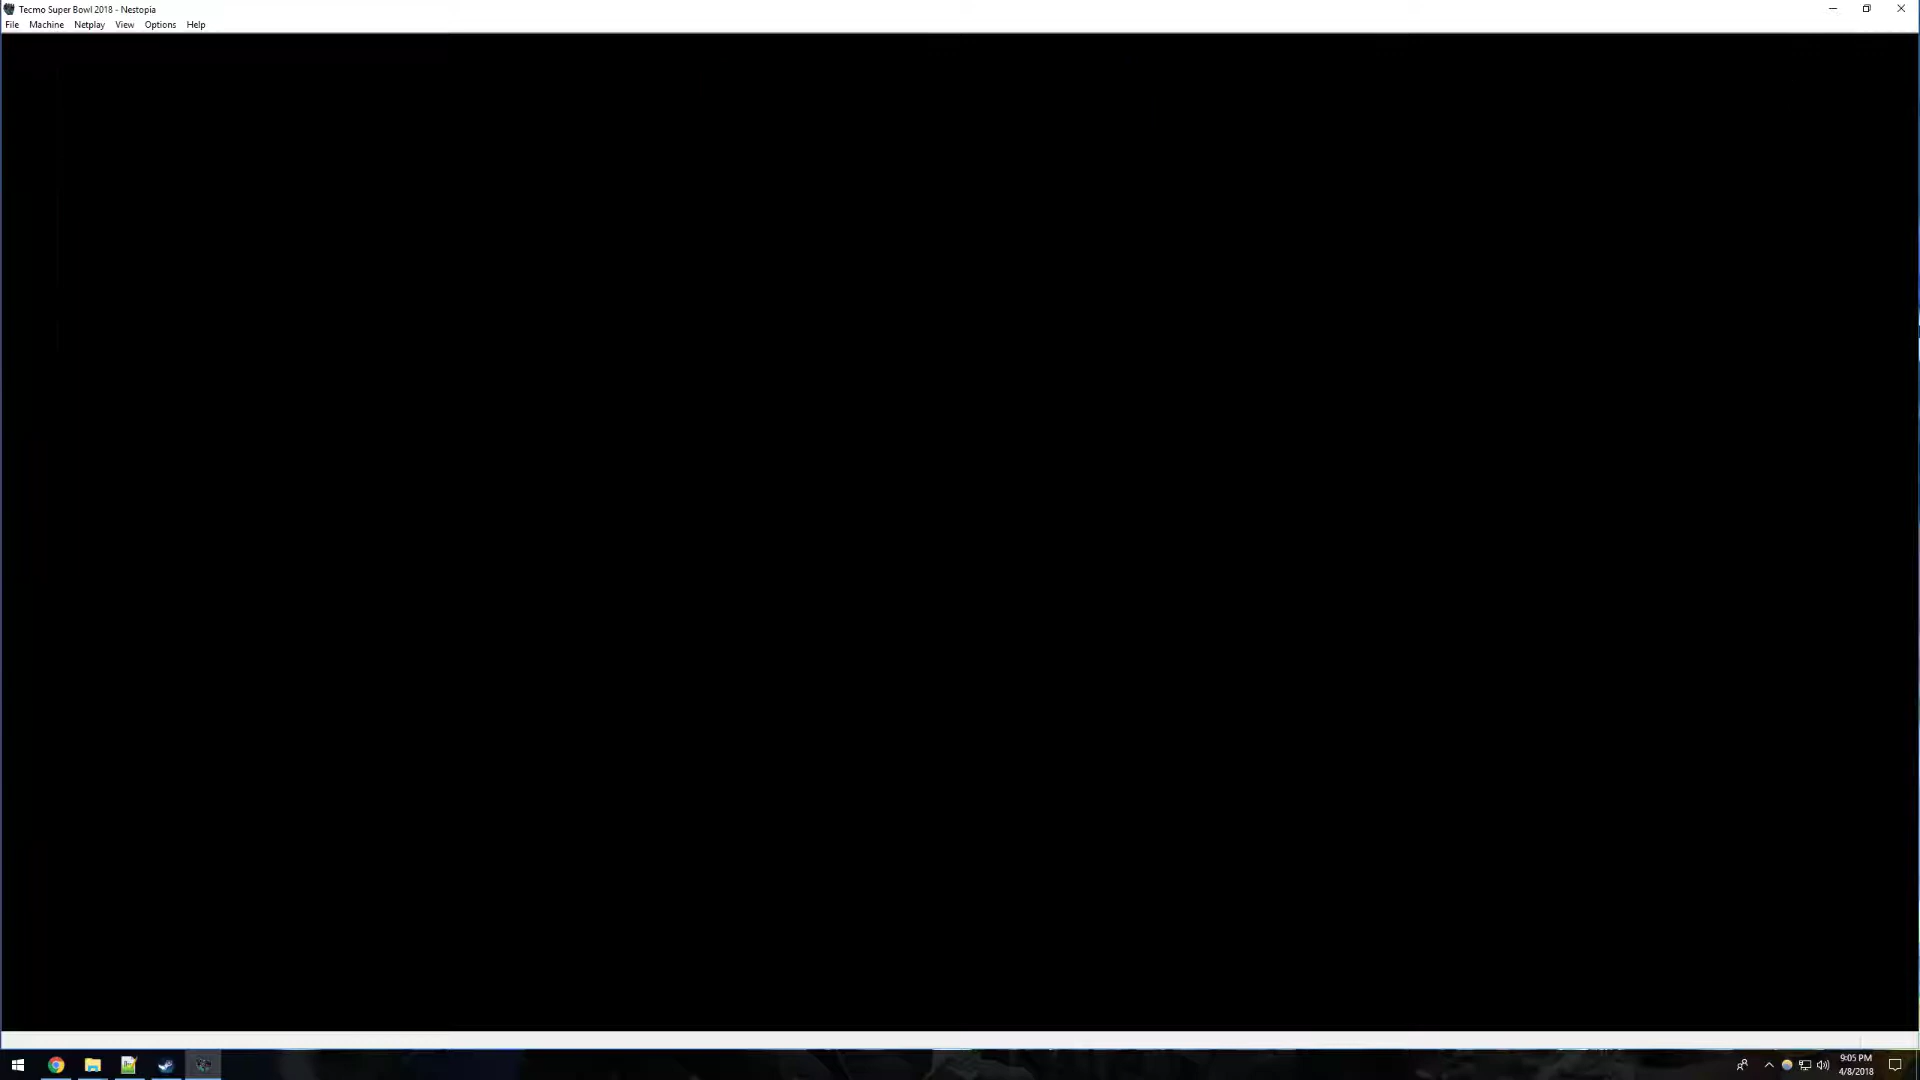 Tecmo Super Bowl 2018 - Nestopia
File Machine Netplay View Options Help
9:05 PM
4/8/2018